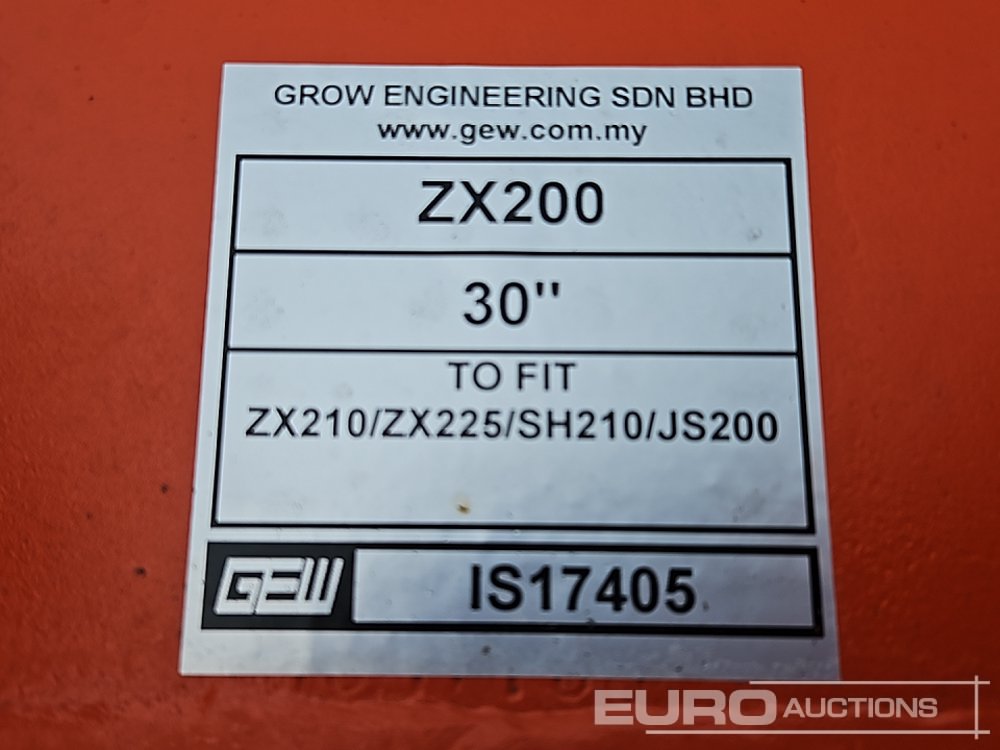 GROW ENGINEERING SDN BHD
www.gew.com.my
ZX200
30''
TO FIT
ZX210/ZX225/SH210/JS200
GEW
IS17405
EURO AUCTIONS